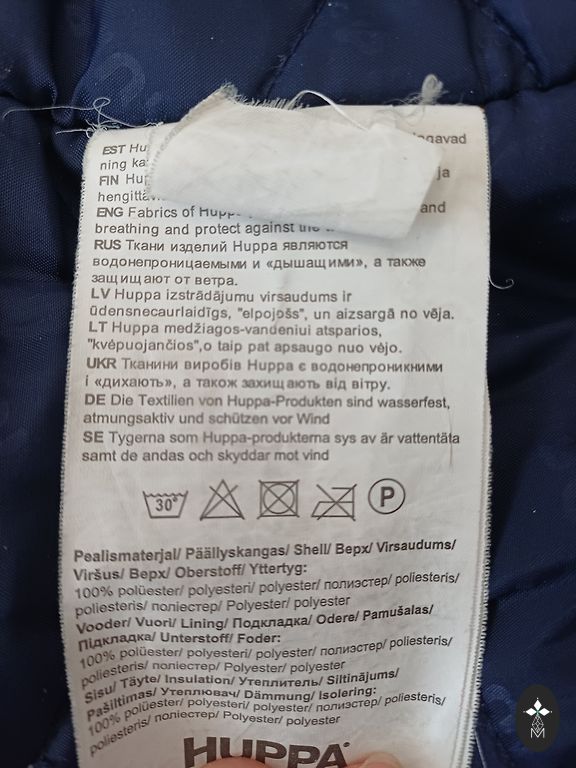 EST Hu
ogavad
ning ka
FIN Hup
ja
hengittäv
ENG Fabrics of Huppa
and
breathing and protect against the
RUS Ткани изделий Huppa являются
водонепроницаемыми и «дышащими», а также
защищают от ветра.
LV Huppa izstrādājumu virsaudums ir
ūdensnecaurlaidīgs, "elpojošs", un aizsargā no vēja.
LT Huppa medžiagos-vandeniui atsparios,
"kvėpuojančios",o taip pat apsaugo nuo vėjo.
UKR Тканини виробів Huppa є водонепроникними
і «дихають», а також захищають від вітру.
DE Die Textilien von Huppa-Produkten sind wasserfest,
atmungsaktiv und schützen vor Wind
SE Tygerna som Huppa-produkterna sys av är vattentäta
samt de andas och skyddar mot vind
30°
P
Pealismaterjal/ Päällyskangas/ Shell/ Верх/ Virsaudums/
Viršus/ Верх/ Oberstoff/ Yttertyg:
100% polüester/ polyesteri/ polyester/ полиэстер/ poliesteris/
poliesteris/ поліестер/ Polyester/ polyester
Vooder/ Vuori/ Lining/ Подкладка/ Odere/ Pamušalas/
Підкладка/ Unterstoff/ Foder:
100% polüester/ polyesteri/ polyester/ полиэстер/ poliesteris/
poliesteris/ поліестер/ Polyester/ polyester
Sisu/ Täyte/ Insulation/ Утеплитель/ Siltinājums/
Pašiltimas/ Утеплювач/ Dämmung/ Isolering:
100% polüester/ polyesteri/ polyester/ полиэстер/ poliesteris/
poliesteris/ поліестер/ Polyester/ polyester
HUPPA
M